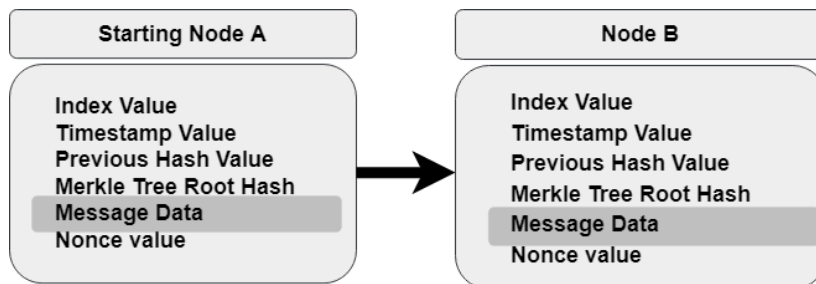 Starting Node A
Index Value
Timestamp Value
Previous Hash Value
Merkle Tree Root Hash
Message Data
Nonce value
Node B
Index Value
Timestamp Value
Previous Hash Value
Merkle Tree Root Hash
Message Data
Nonce value